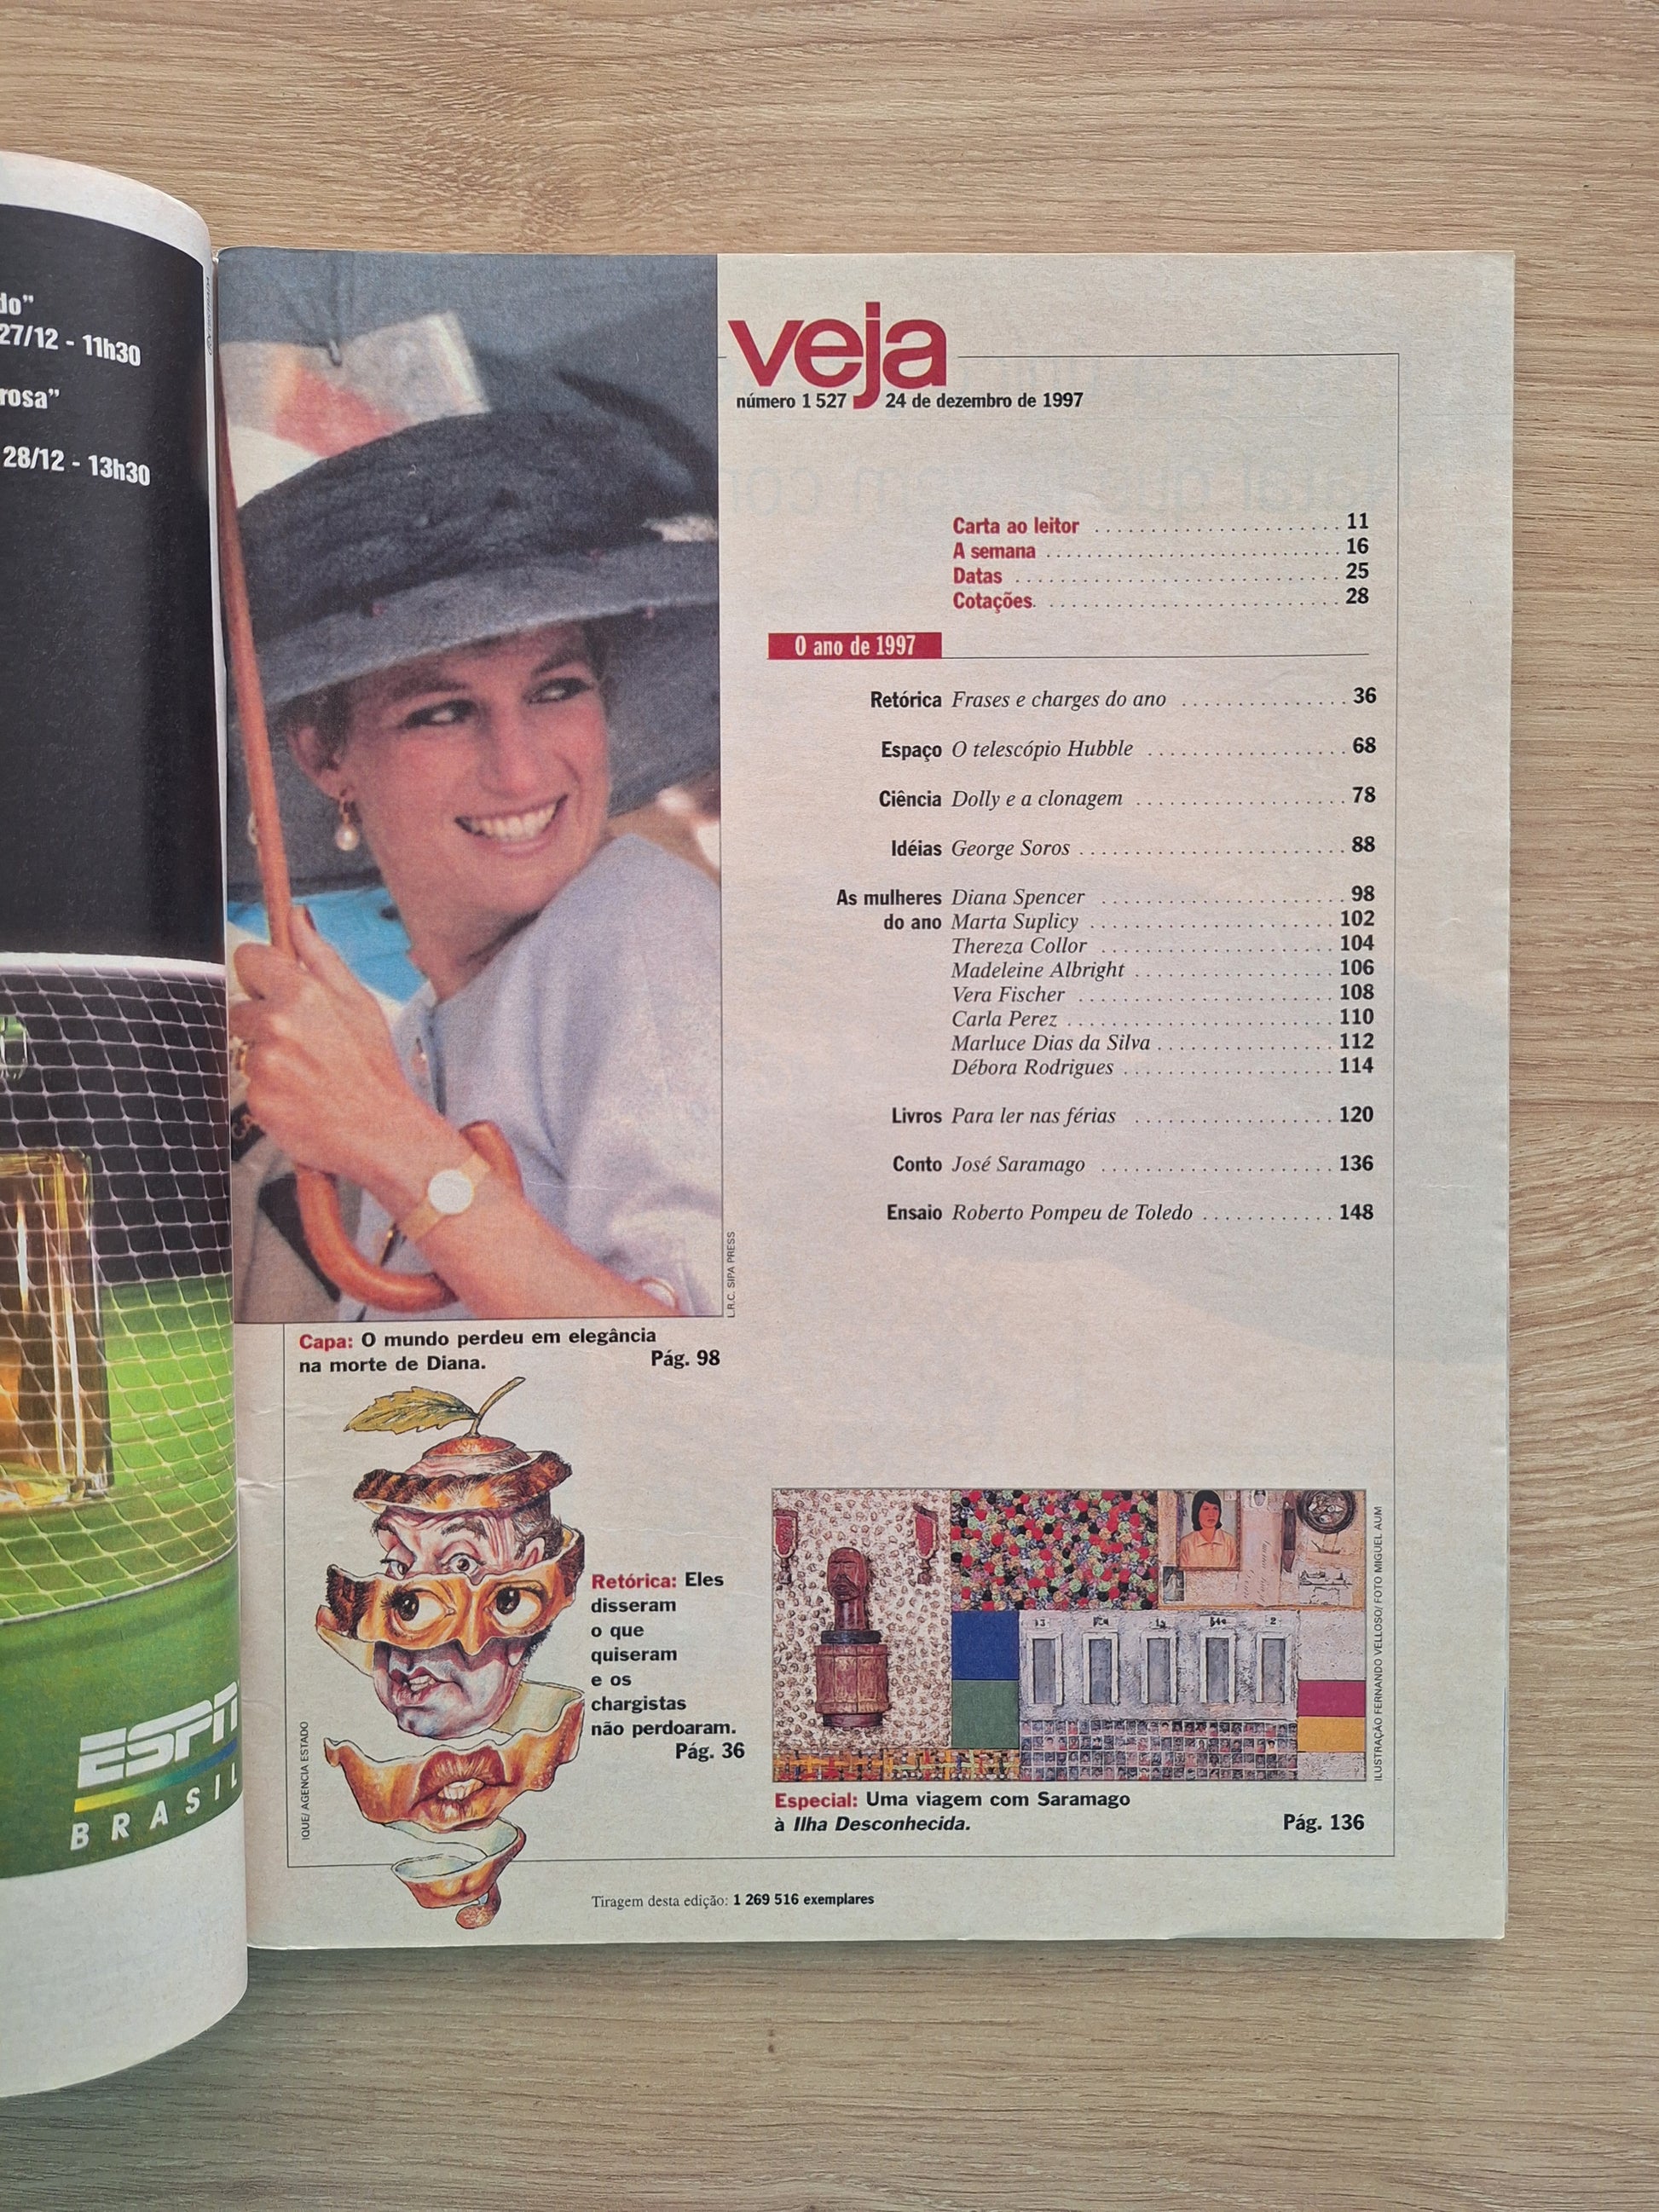 do"
27/12 - 11h30
rosa"
28/12 - 13h30
ESPN
BRASIL
veja
número 1 527 24 de dezembro de 1997
Carta ao leitor 11
A semana 16
Datas 25
Cotações. 28
O ano de 1997
Retórica Frases e charges do ano 36
Espaço O telescópio Hubble 68
Ciência Dolly e a clonagem 78
Idéias George Soros 88
As mulheres Diana Spencer 98
do ano Marta Suplicy 102
Thereza Collor 104
Madeleine Albright 106
Vera Fischer 108
Carla Perez 110
Marluce Dias da Silva 112
Débora Rodrigues 114
Livros Para ler nas férias 120
Conto José Saramago 136
Ensaio Roberto Pompeu de Toledo 148
L.R.C. SIPA PRESS
Capa: O mundo perdeu em elegância
na morte de Diana. Pág. 98
Retórica: Eles
disseram
o que
quiseram
e os
chargistas
não perdoaram.
Pág. 36
IQUE/ AGENCIA ESTADO
ILUSTRAÇÃO FERNANDO VELLOSO/ FOTO MIGUEL AUM
Especial: Uma viagem com Saramago
à Ilha Desconhecida. Pág. 136
Tiragem desta edição: 1 269 516 exemplares